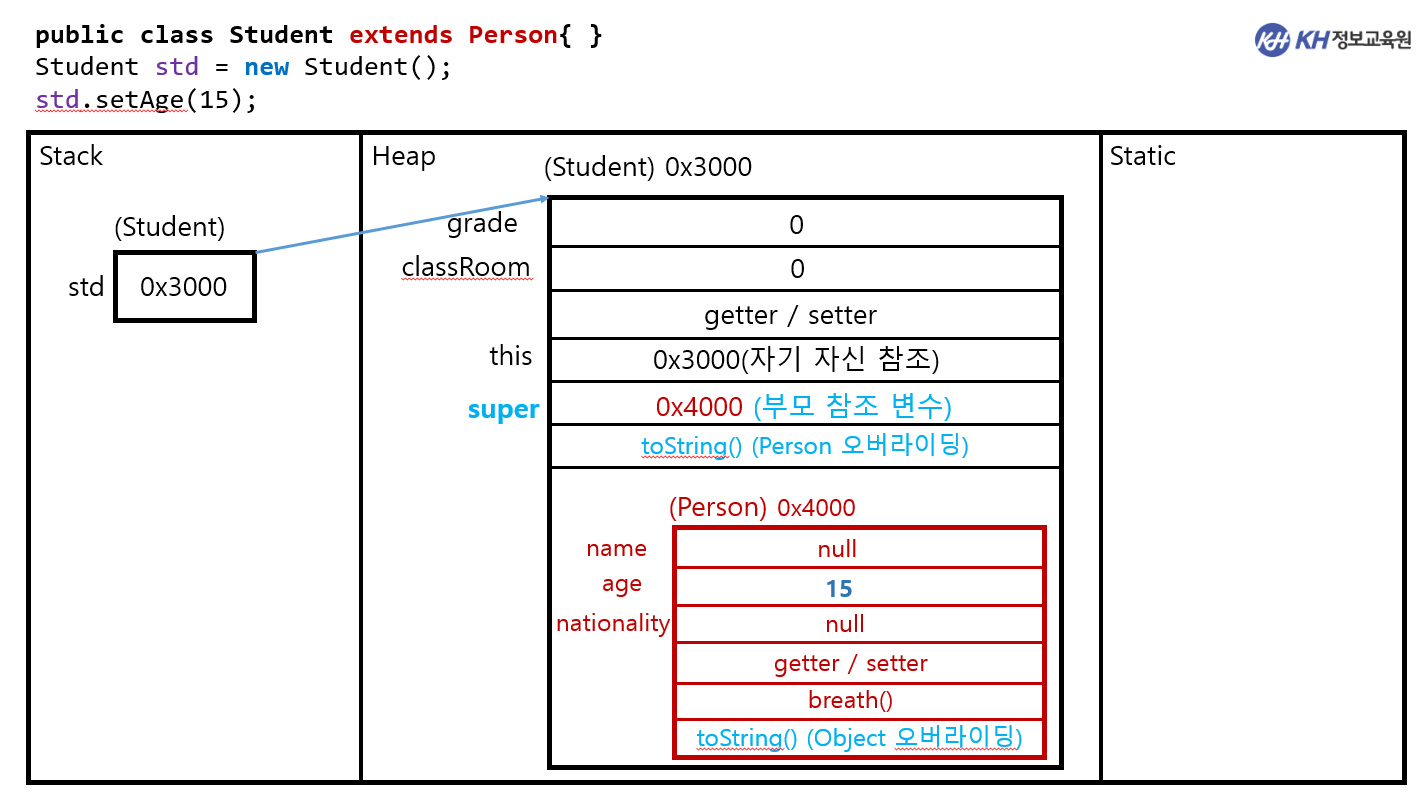 public class Student extends Person{ }
KH KH정보교육원
Student std = new Student();
std.setAge(15);
Stack
Heap
(Student) 0x3000
Static
(Student)
grade
0
classRoom
0
std
0x3000
getter / setter
this
0x3000(자기 자신 참조)
super
0x4000 (부모 참조 변수)
toString() (Person 오버라이딩)
(Person) 0x4000
name
null
age
15
nationality
null
getter / setter
breath()
toString() (Object 오버라이딩)